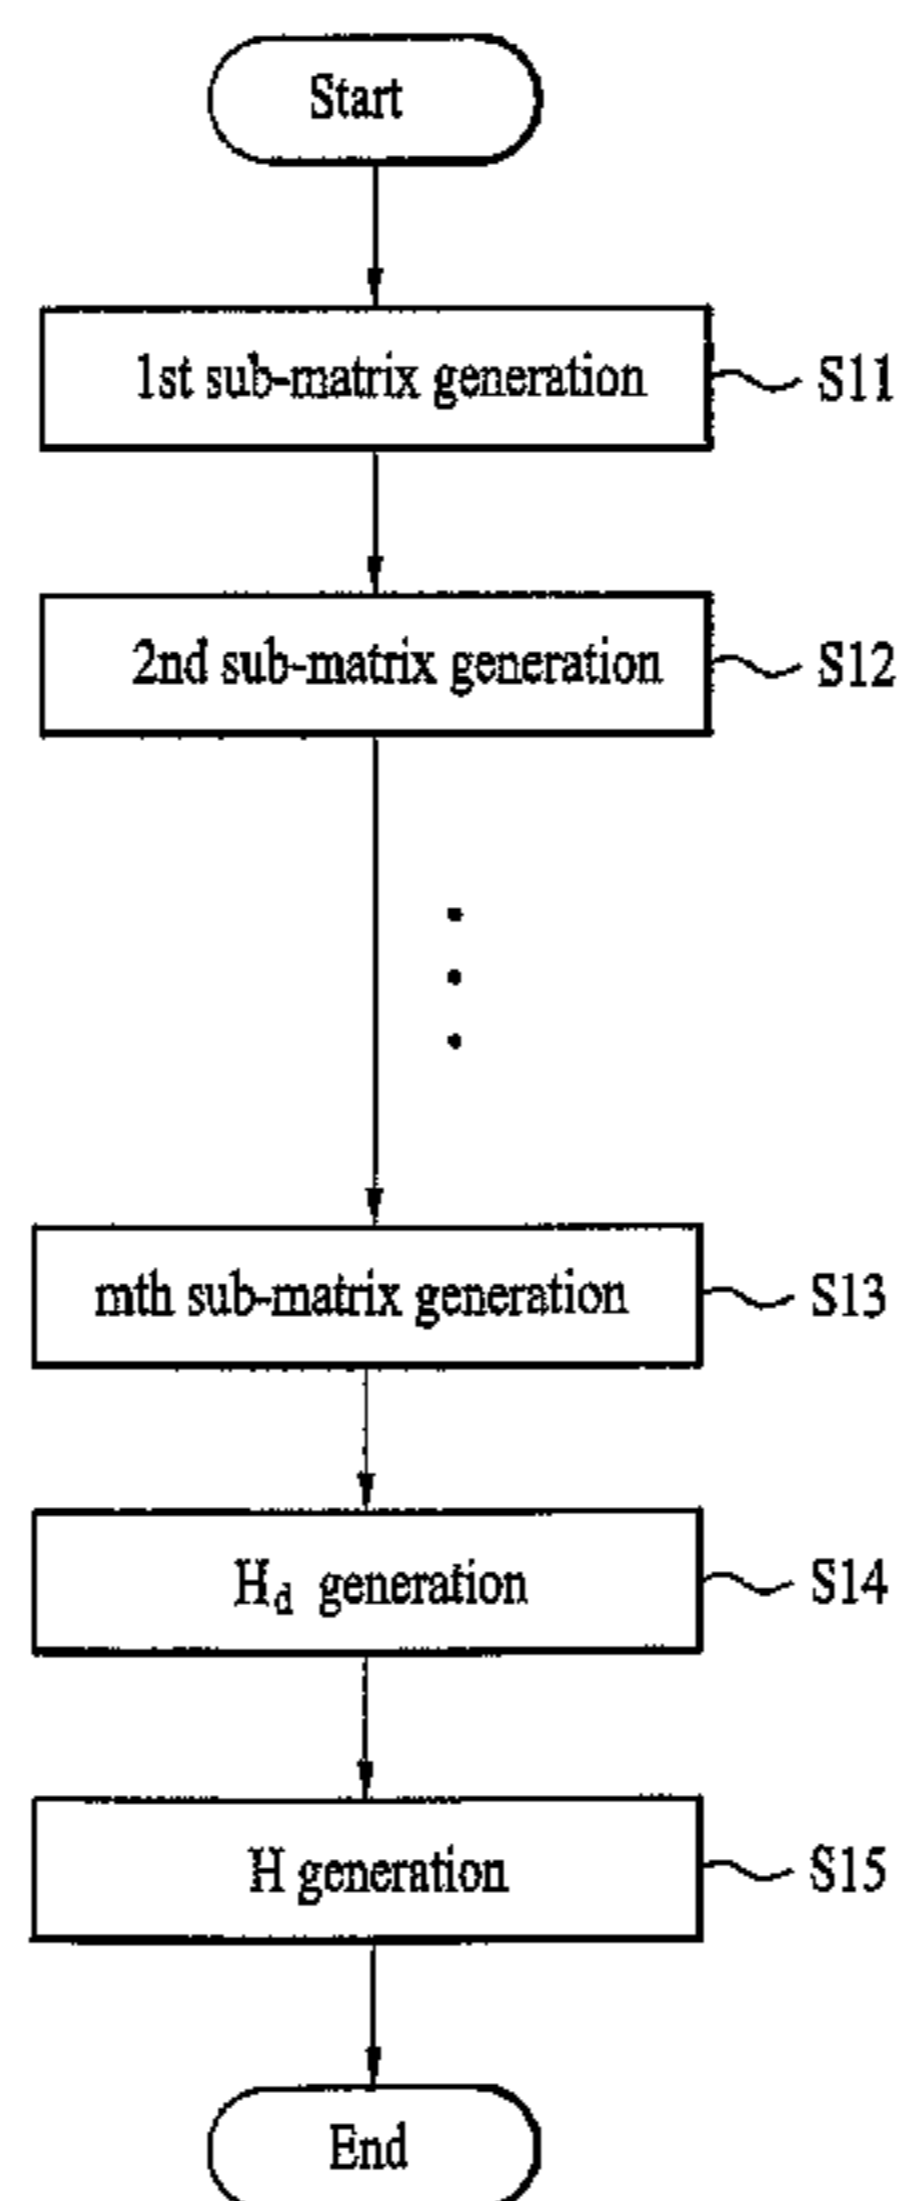 Start
1st sub-matrix generation
S11
2nd sub-matrix generation
S12
mth sub-matrix generation
S13
Hd generation
S14
H generation
S15
End